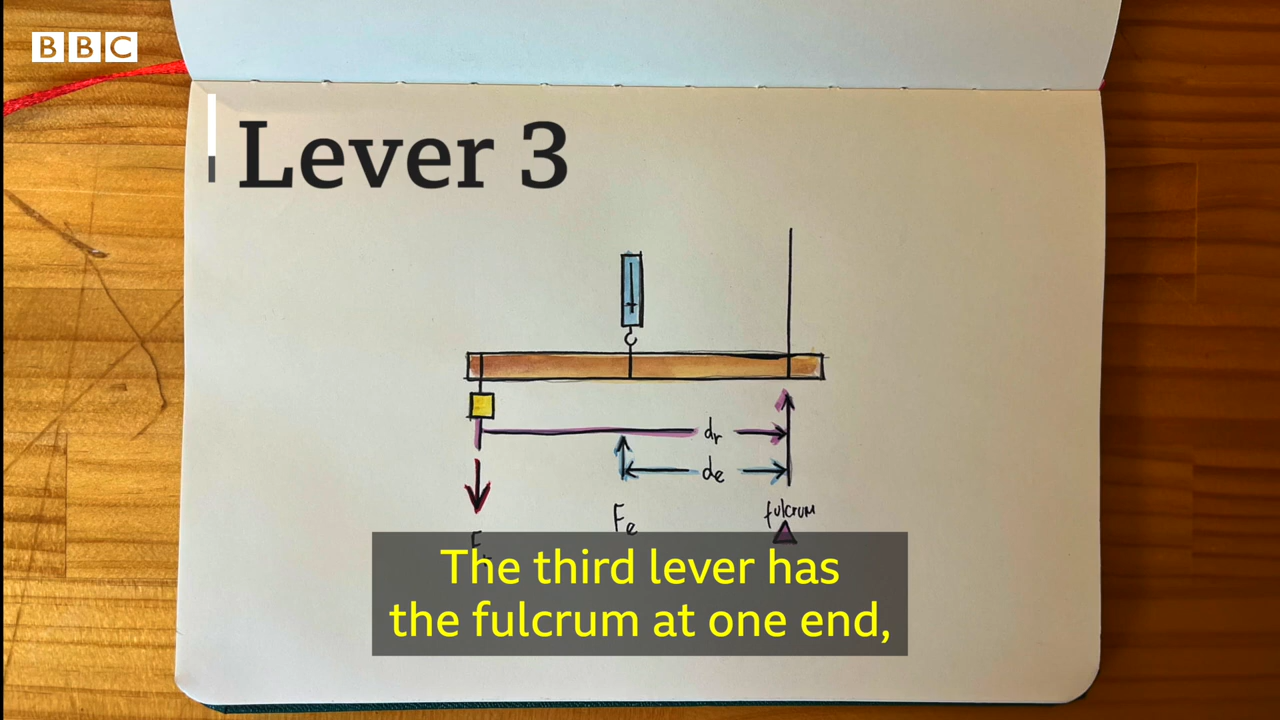 BBC
Lever 3
dr
de
Fe
fulcrum
The third lever has
the fulcrum at one end,